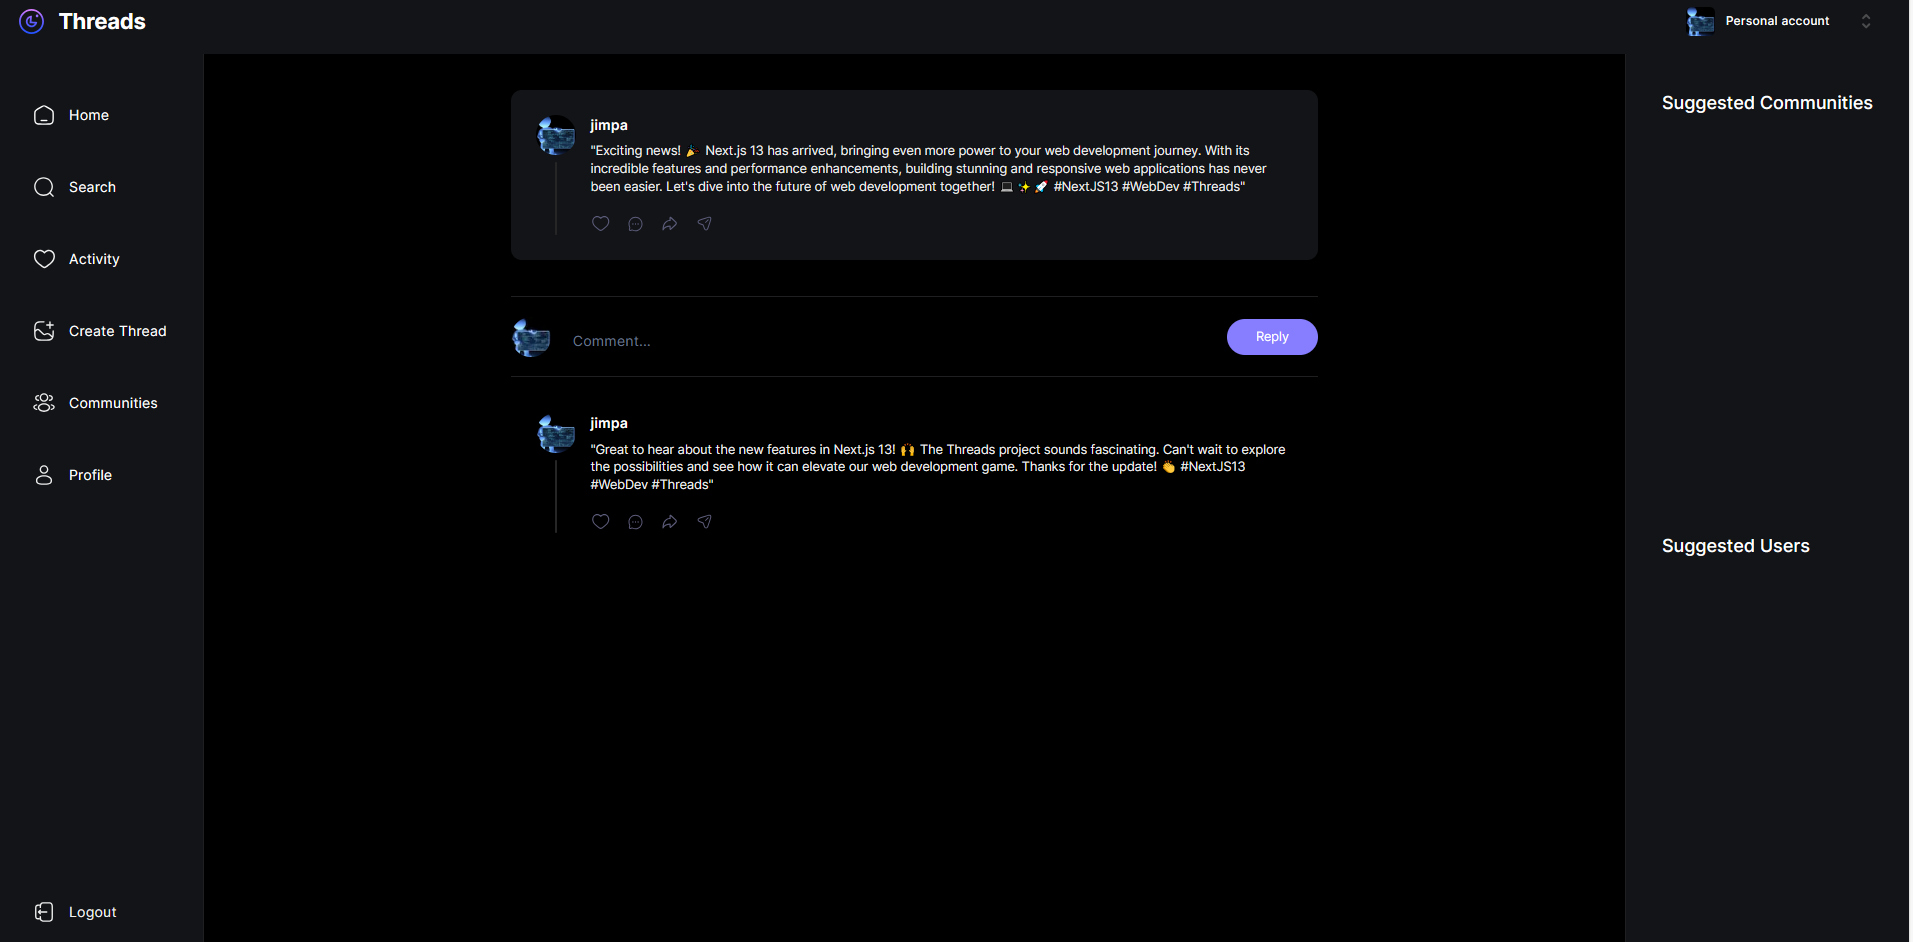 Threads
Personal account
Home
Search
Activity
Create Thread
Communities
Profile
Logout
jimpa
"Exciting news! 🎉 Next.js 13 has arrived, bringing even more power to your web development journey. With its
incredible features and performance enhancements, building stunning and responsive web applications has never
been easier. Let's dive into the future of web development together! 💻 ✨ 🚀 #NextJS13 #WebDev #Threads"
Comment...
Reply
jimpa
"Great to hear about the new features in Next.js 13! 🙌 The Threads project sounds fascinating. Can't wait to explore
the possibilities and see how it can elevate our web development game. Thanks for the update! 👏 #NextJS13
#WebDev #Threads"
Suggested Communities
Suggested Users